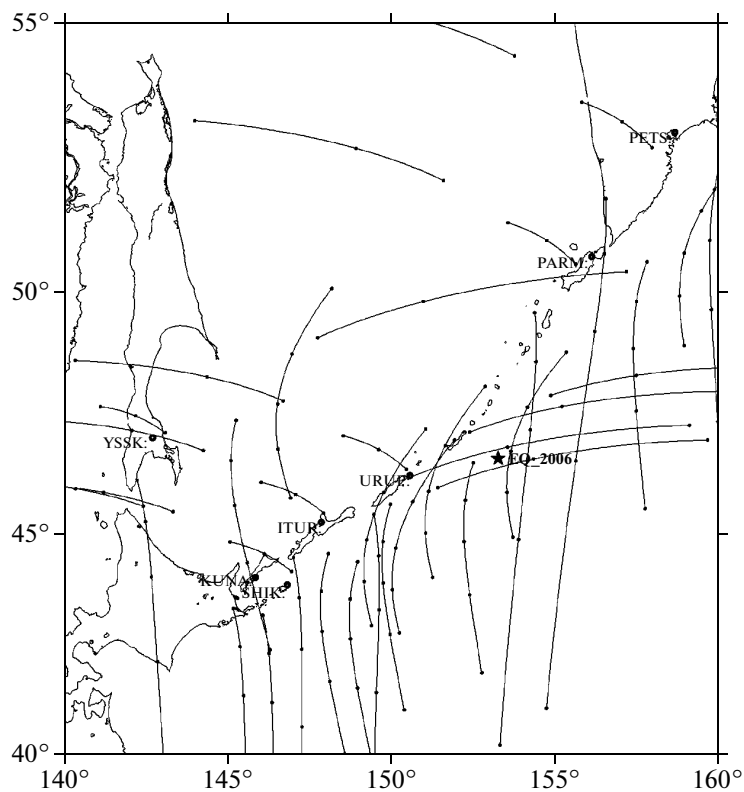 55°
PETS:
PARM:
50°
YSSK:
EQ_2006
URUP:
ITUR:
45°
KUNA:
SHIK:
40°
140°
145°
150°
155°
160°